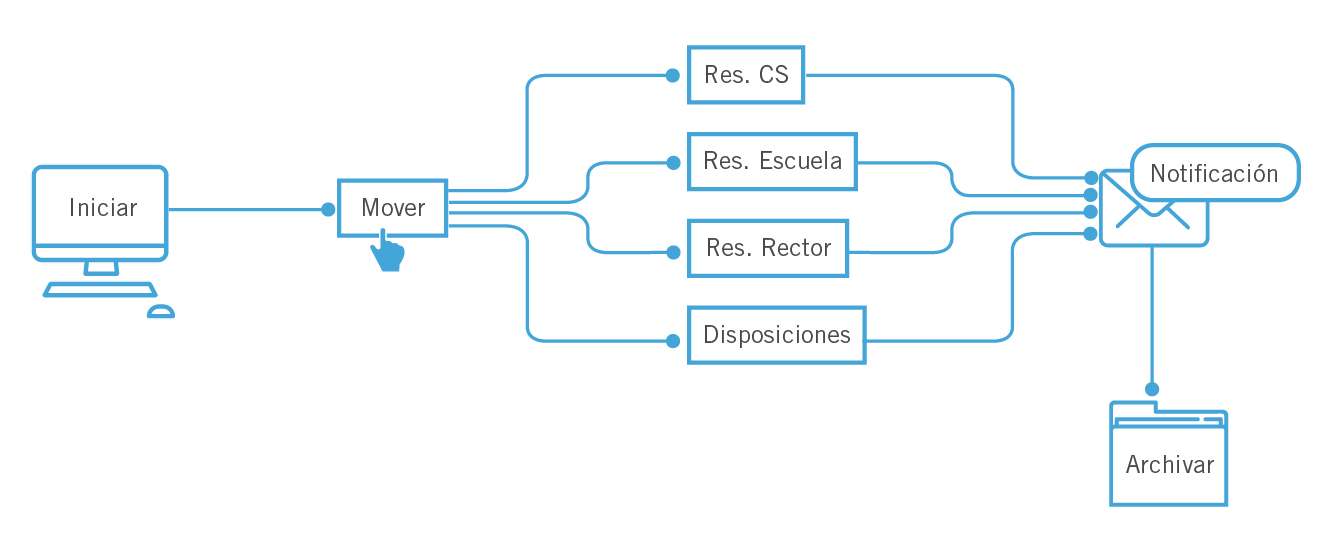 Iniciar
Mover
Res. CS
Res. Escuela
Res. Rector
Disposiciones
Notificación
Archivar